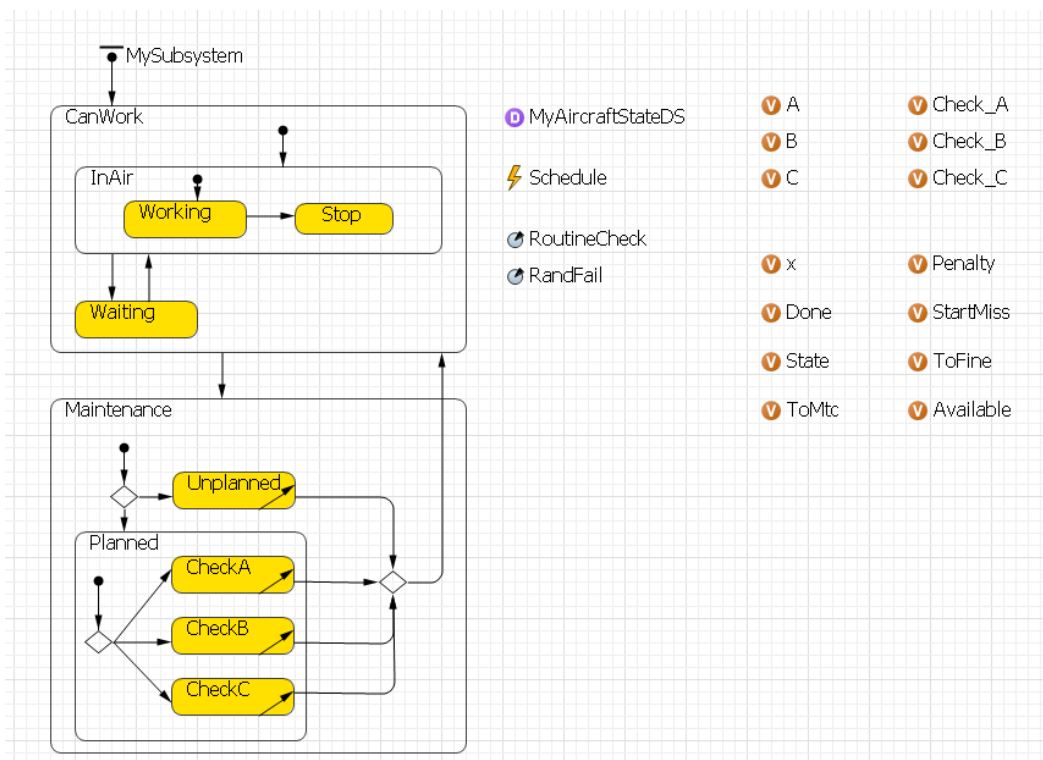 MySubsystem
CanWork
InAir
Working
Stop
Waiting
Maintenance
Unplanned
Planned
CheckA
CheckB
CheckC
D MyAircraftStateDS
Schedule
RoutineCheck
RandFail
V A
V B
V C
V x
V Done
V State
V ToMtc
V Check_A
V Check_B
V Check_C
V Penalty
V StartMiss
V ToFine
V Available